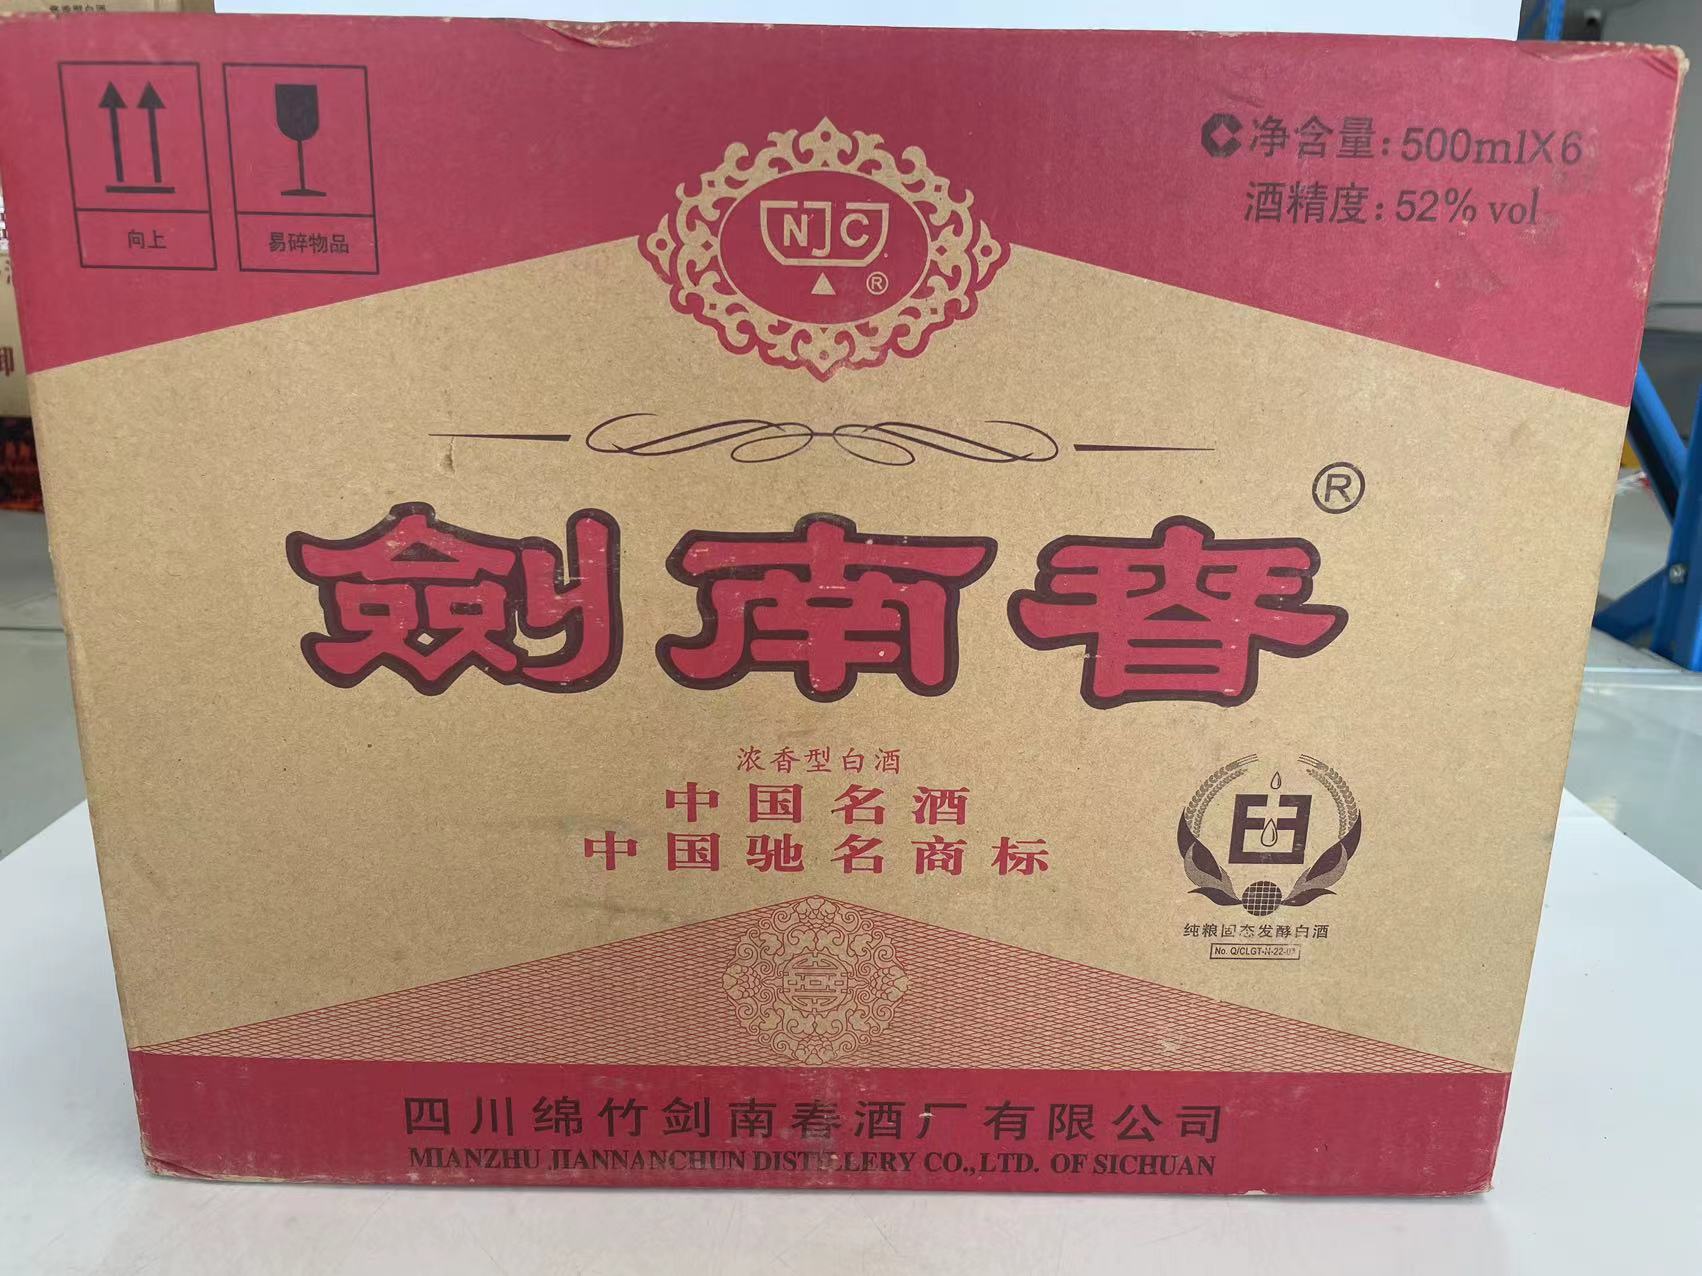 净含量:500mlX6
酒精度:52% vol
向上
易碎物品
NJC
®
®
劍南春
浓香型白酒
中国名酒
中国驰名商标
纯粮固态发酵白酒
四川绵竹剑南春酒厂有限公司
MIANZHU JIANNANCHUN DISTILLERY CO.,LTD. OF SICHUAN